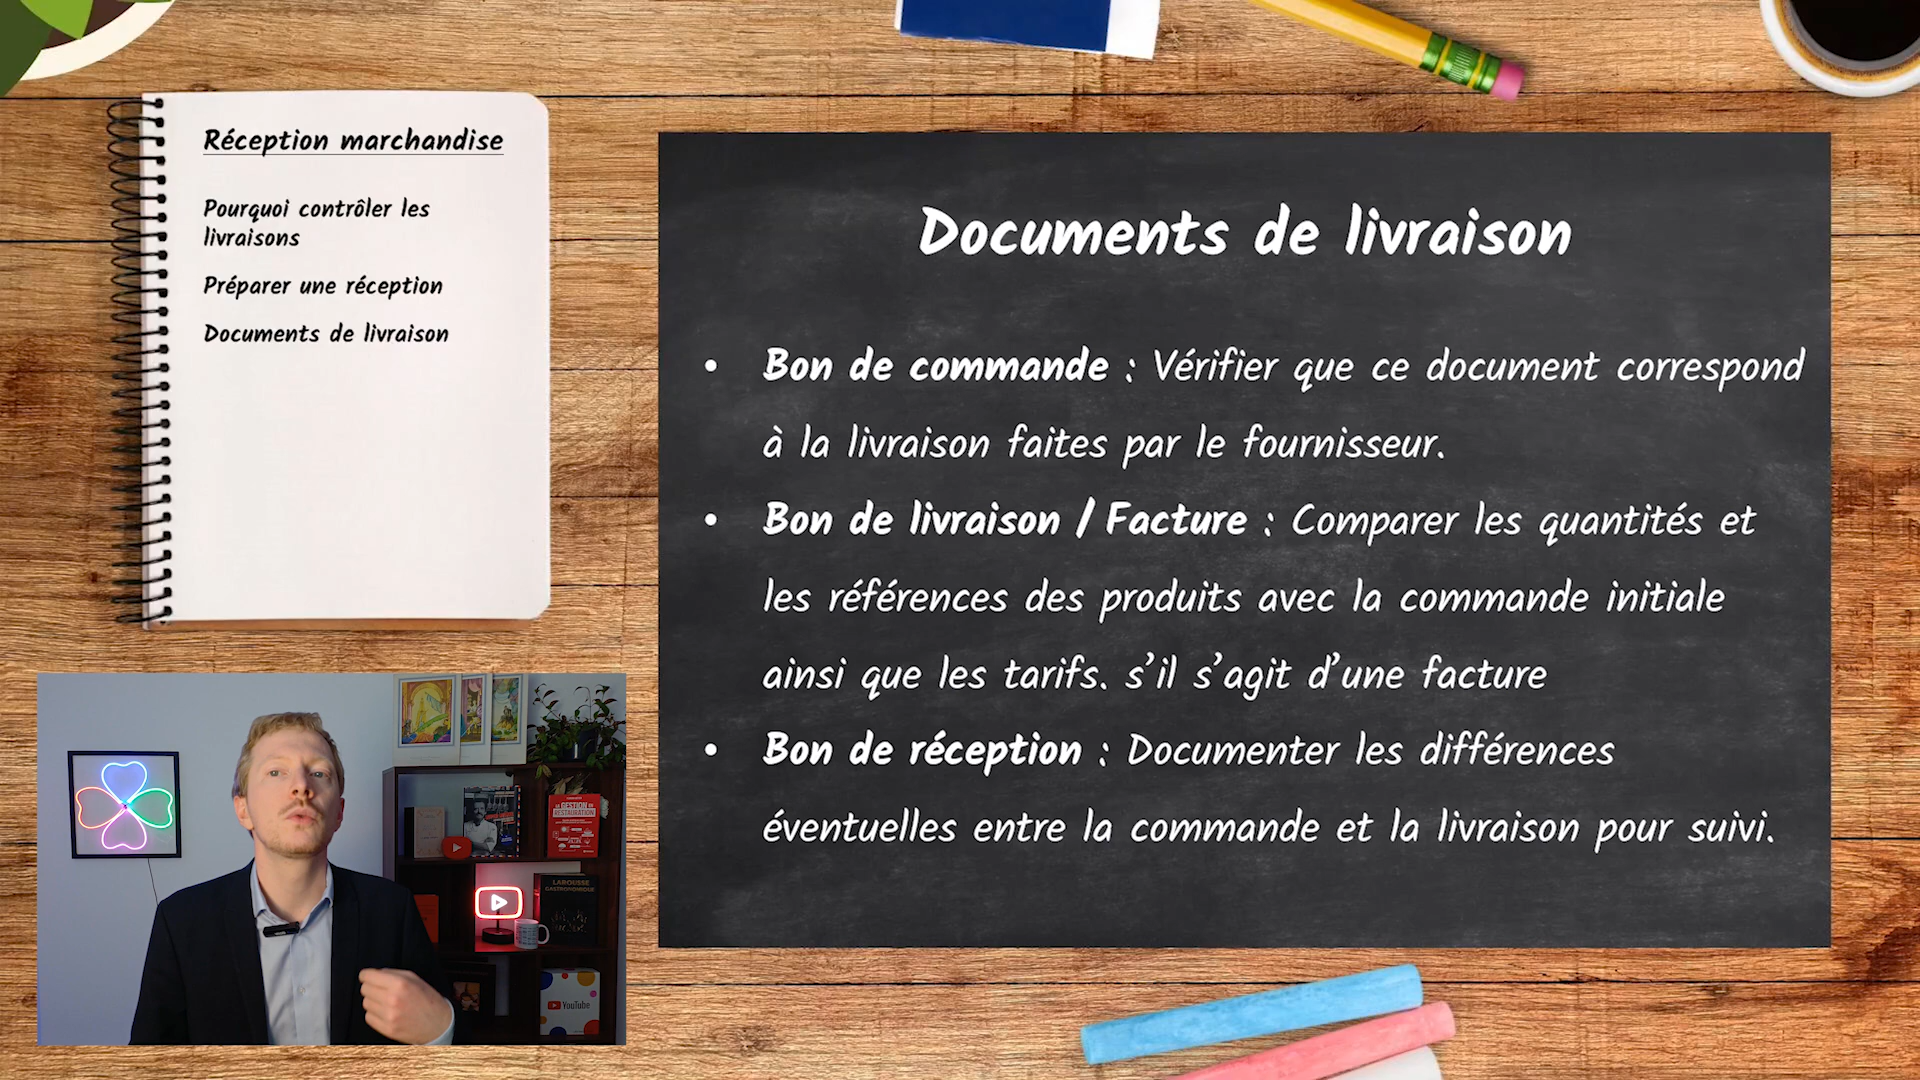 Réception marchandise
Pourquoi contrôler les
livraisons
Préparer une réception
Documents de livraison
Documents de livraison
• Bon de commande : Vérifier que ce document correspond
à la livraison faites par le fournisseur.
• Bon de livraison / Facture : Comparer les quantités et
les références des produits avec la commande initiale
ainsi que les tarifs. s’il s’agit d’une facture
• Bon de réception : Documenter les différences
éventuelles entre la commande et la livraison pour suivi.
LAROUSSE
GASTRONOMIQUE
YouTube